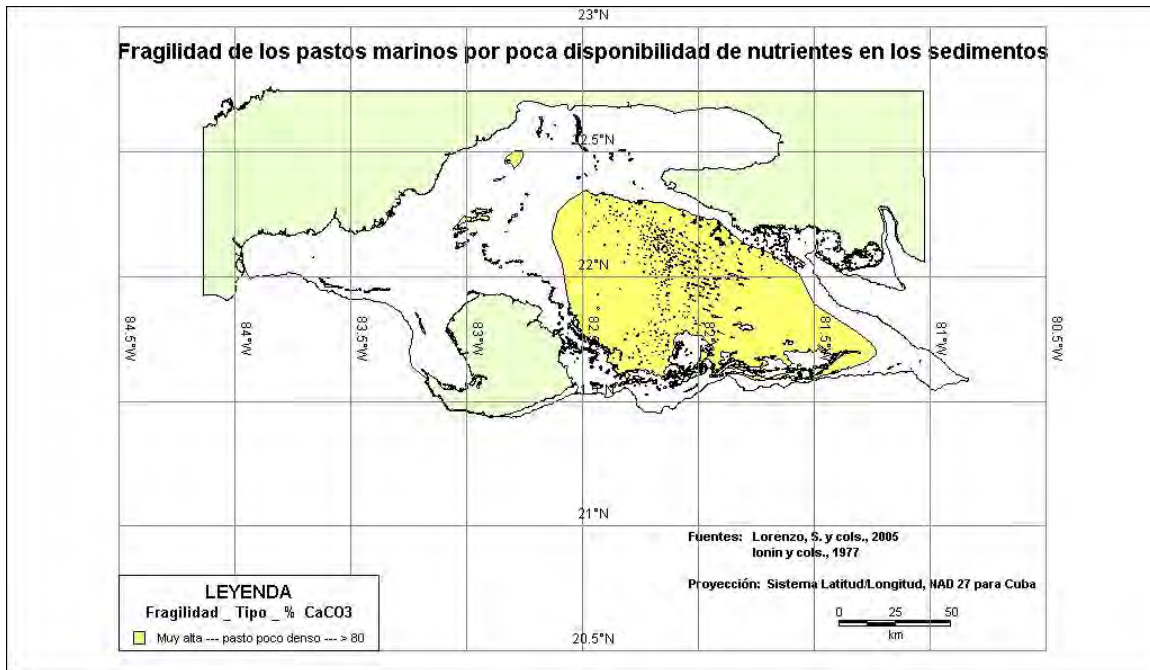 23°N
Fragilidad de los pastos marinos por poca disponibilidad de nutrientes en los sedimentos
22.5°N
22°N
84.5°W
84°W
83.5°W
83°W
82.5°W
81.5°W
81°W
80.5°W
21°N
Fuentes: Lorenzo, S. y cols., 2005
Ionin y cols., 1977
Proyección: Sistema Latitud/Longitud, NAD 27 para Cuba
0 25 50
km
LEYENDA
Fragilidad _ Tipo _ % CaCO3
Muy alta --- pasto poco denso --- > 80
20.5°N